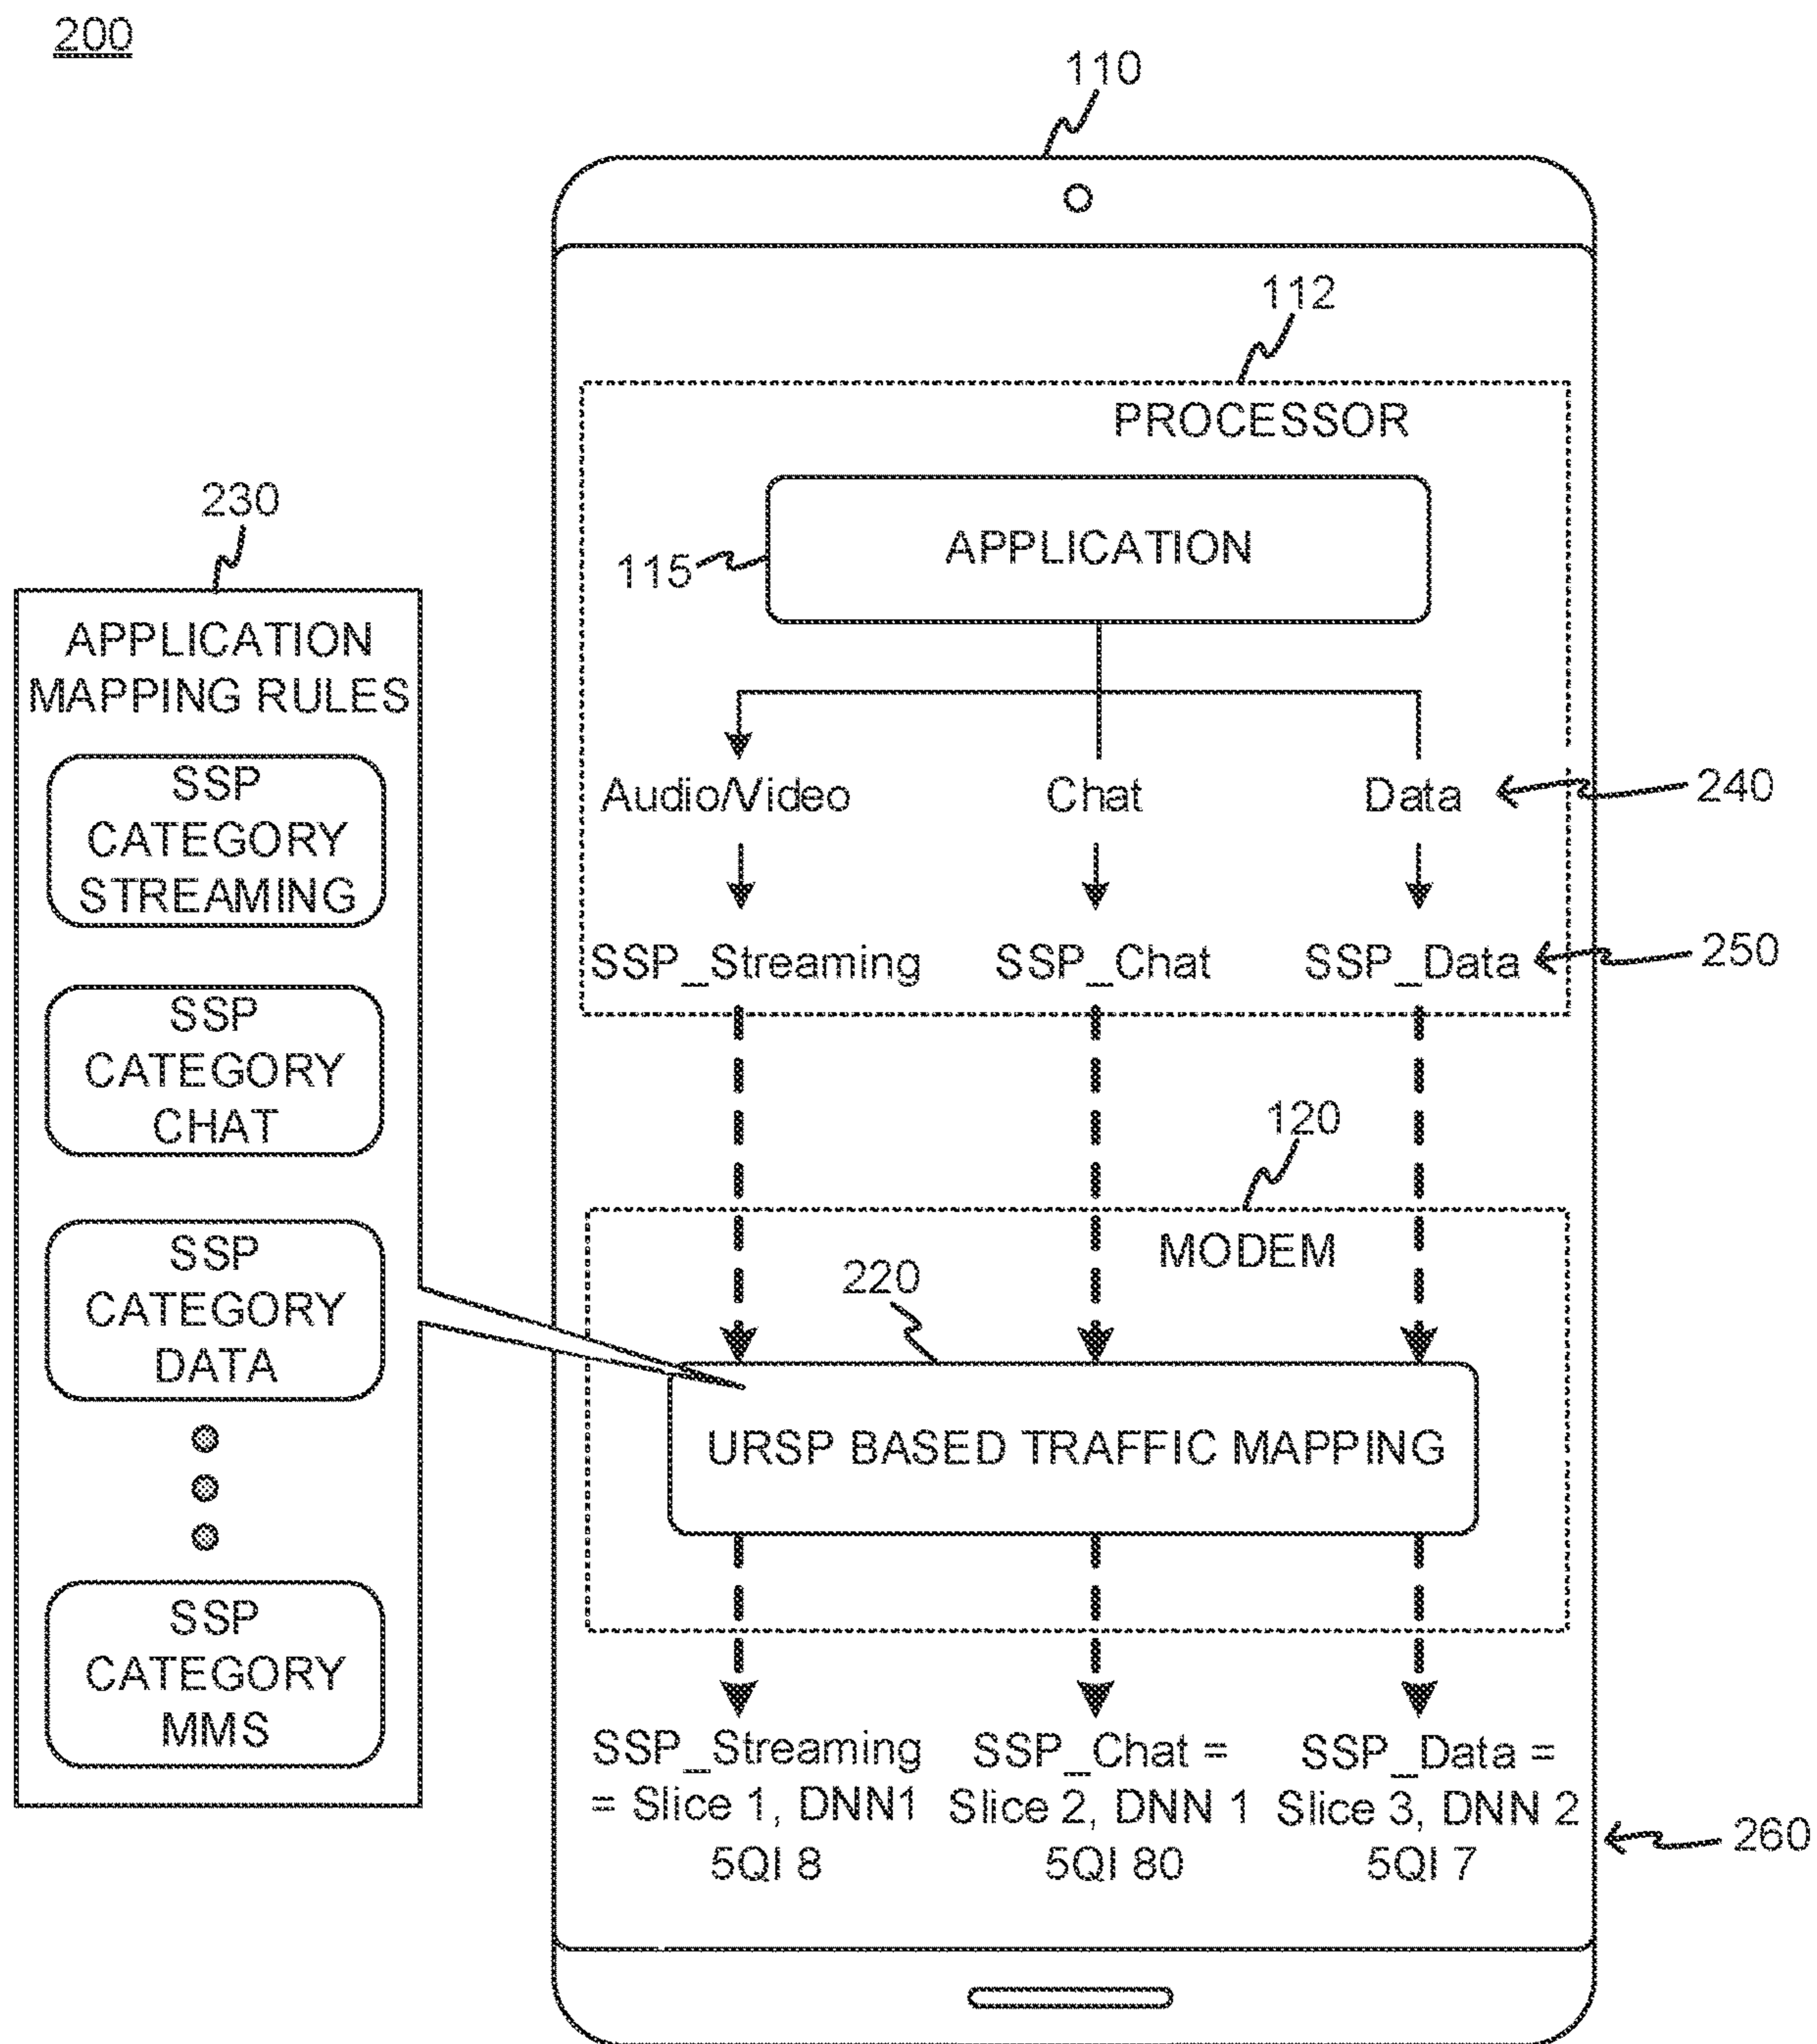 200
110
112
PROCESSOR
APPLICATION
115
230
APPLICATION
MAPPING RULES
SSP
CATEGORY
STREAMING
SSP
CATEGORY
CHAT
SSP
CATEGORY
DATA
SSP
CATEGORY
MMS
Audio/Video
Chat
Data
240
SSP_Streaming
SSP_Chat
SSP_Data
250
120
MODEM
220
URSP BASED TRAFFIC MAPPING
SSP_Streaming
= Slice 1, DNN1
5QI 8
SSP_Chat =
Slice 2, DNN 1
5QI 80
SSP_Data =
Slice 3, DNN 2
5QI 7
260